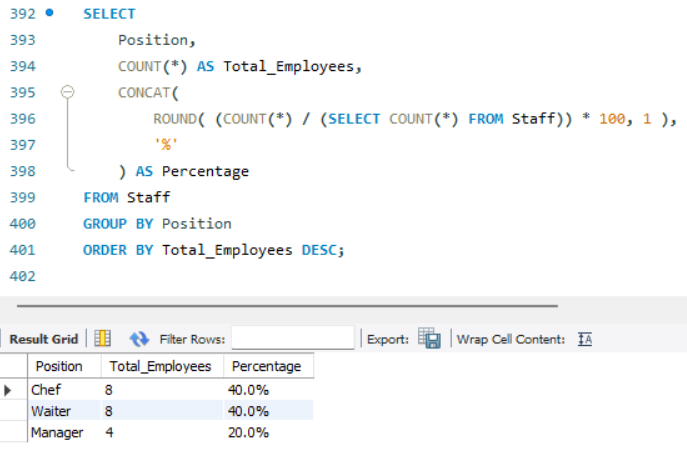 392 SELECT
393 Position,
394 COUNT(*) AS Total_Employees,
395 CONCAT(
396 ROUND( (COUNT(*) / (SELECT COUNT(*) FROM Staff)) * 100, 1 ),
397 '%'
398 ) AS Percentage
399 FROM Staff
400 GROUP BY Position
401 ORDER BY Total_Employees DESC;
402
Result Grid Filter Rows: Export: Wrap Cell Content: IA
Position Total_Employees Percentage
Chef 8 40.0%
Waiter 8 40.0%
Manager 4 20.0%